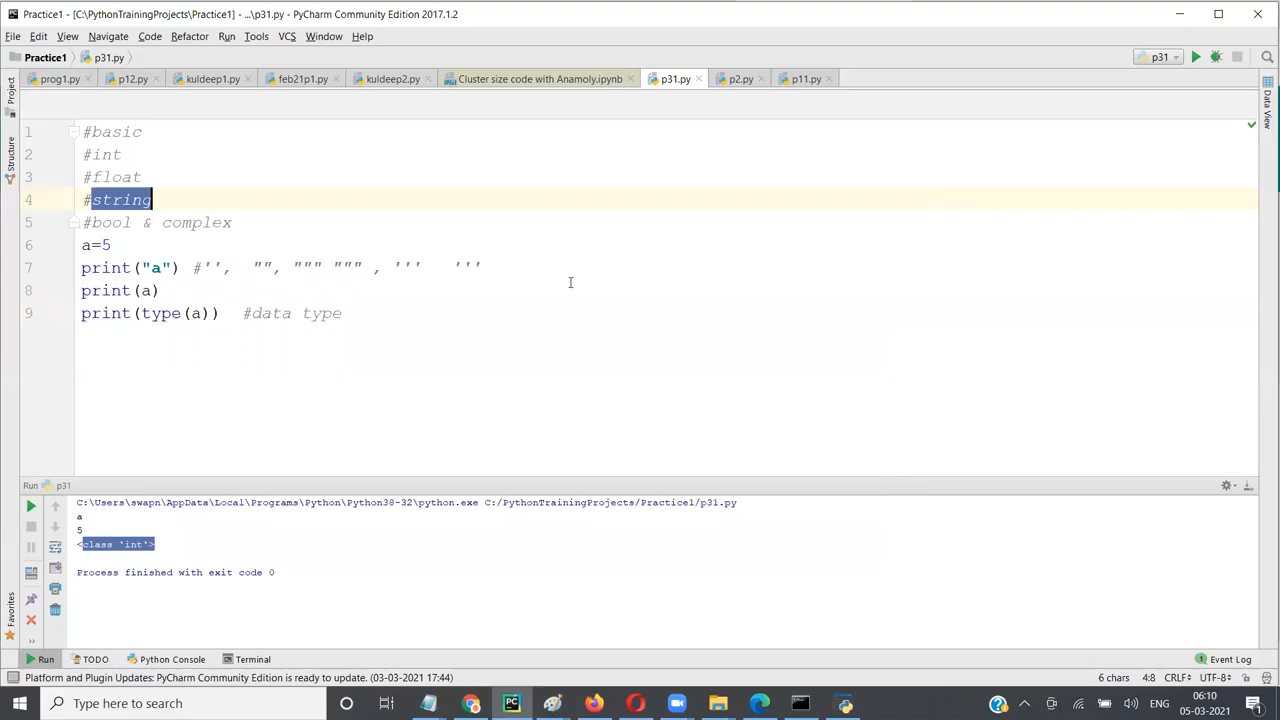 Practice1 - [C:\PythonTrainingProjects\Practice1] - ...\p31.py - PyCharm Community Edition 2017.1.2
File Edit View Navigate Code Refactor Run Tools VCS Window Help
Practice1 p31.py p31
prog1.py p12.py kuldeep1.py feb21p1.py kuldeep2.py Cluster size code with Anamoly.ipynb p31.py p2.py p11.py
Project
Structure
Favorites
Data View
1 #basic
2 #int
3 #float
4 #string
5 #bool & complex
6 a=5
7 print("a") #'', "", """ """ , ''' '''
8 print(a)
9 print(type(a)) #data type
Run p31
C:\Users\swapn\AppData\Local\Programs\Python\Python38-32\python.exe C:/PythonTrainingProjects/Practice1/p31.py
a
5
<class 'int'>
Process finished with exit code 0
Run TODO Python Console Terminal 1 Event Log
Platform and Plugin Updates: PyCharm Community Edition is ready to update. (03-03-2021 17:44) 6 chars 4:8 CRLF÷ UTF-8÷
Type here to search ENG 06:10
05-03-2021 1